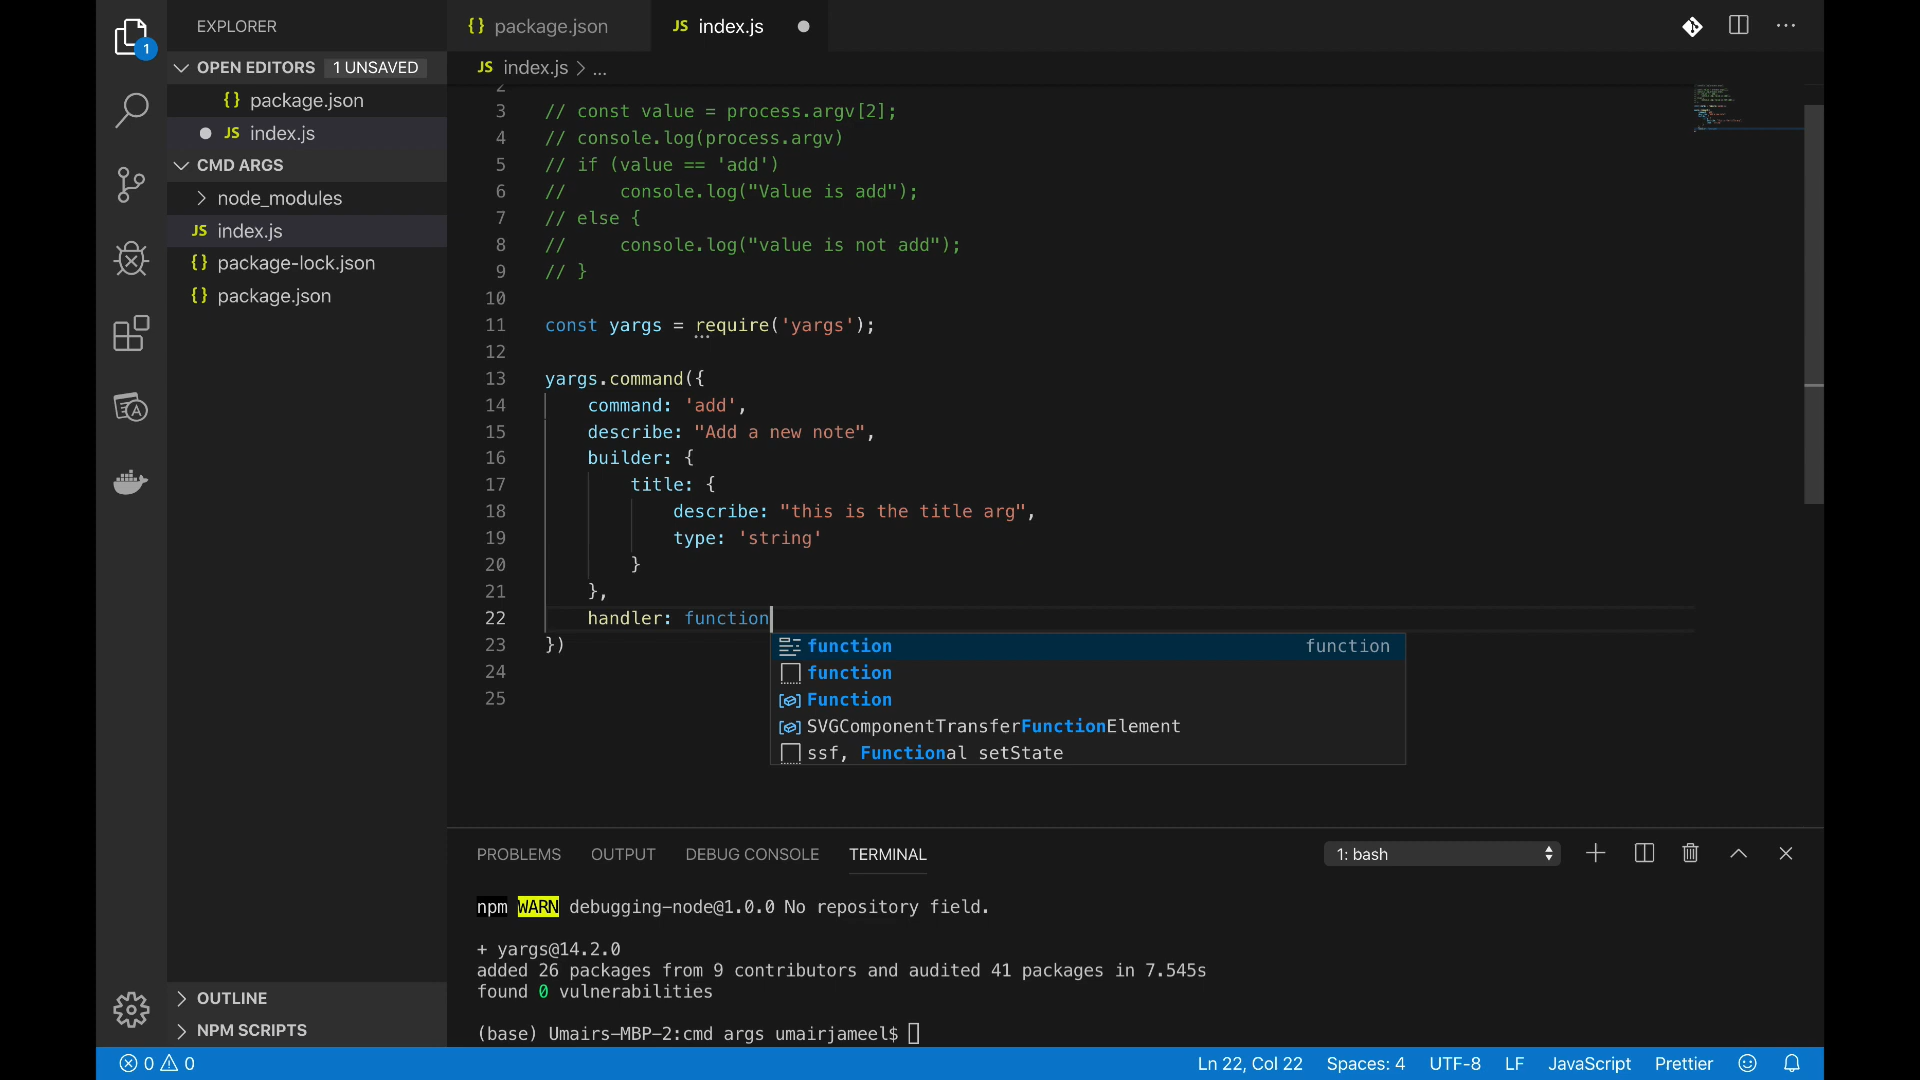 EXPLORER
{} package.json
JS index.js
OPEN EDITORS 1 UNSAVED
{} package.json
JS index.js
CMD ARGS
node_modules
JS index.js
{} package-lock.json
{} package.json
OUTLINE
NPM SCRIPTS
1
JS index.js > ...
2
3 // const value = process.argv[2];
4 // console.log(process.argv)
5 // if (value == 'add')
6 //     console.log("Value is add");
7 // else {
8 //     console.log("value is not add");
9 // }
10
11 const yargs = require('yargs');
12
13 yargs.command({
14     command: 'add',
15     describe: "Add a new note",
16     builder: {
17         title: {
18             describe: "this is the title arg",
19             type: 'string'
20         }
21     },
22     handler: function
23 })
24
25
function function
function
Function
SVGComponentTransferFunctionElement
ssf, Functional setState
PROBLEMS OUTPUT DEBUG CONSOLE TERMINAL 1: bash
npm WARN debugging-node@1.0.0 No repository field.
+ yargs@14.2.0
added 26 packages from 9 contributors and audited 41 packages in 7.545s
found 0 vulnerabilities
(base) Umairs-MBP-2:cmd args umairjameel$
0 0 Ln 22, Col 22 Spaces: 4 UTF-8 LF JavaScript Prettier